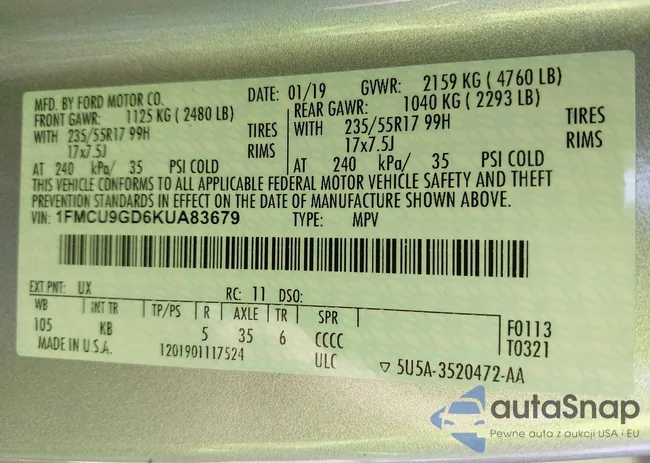 MFD. BY FORD MOTOR CO. DATE: 01/19 GVWR: 2159 KG ( 4760 LB)
FRONT GAWR: 1125 KG ( 2480 LB) REAR GAWR: 1040 KG ( 2293 LB)
WITH 235/55R17 99H TIRES WITH 235/55R17 99H TIRES
17x7.5J RIMS 17x7.5J RIMS
AT 240 kPa/ 35 PSI COLD AT 240 kPa/ 35 PSI COLD
THIS VEHICLE CONFORMS TO ALL APPLICABLE FEDERAL MOTOR VEHICLE SAFETY AND THEFT
PREVENTION STANDARDS IN EFFECT ON THE DATE OF MANUFACTURE SHOWN ABOVE.
VIN: 1FMCU9GD6KUA83679 TYPE: MPV
EXT PNT: UX RC: 11 DSO:
WB INT TR TP/PS R AXLE TR SPR
105 KB 5 35 6 CCCC F0113
MADE IN U.S.A. 1201901117524 ULC T0321
5U5A-3520472-AA
autaSnap
Pewne auta z aukcji USA i EU